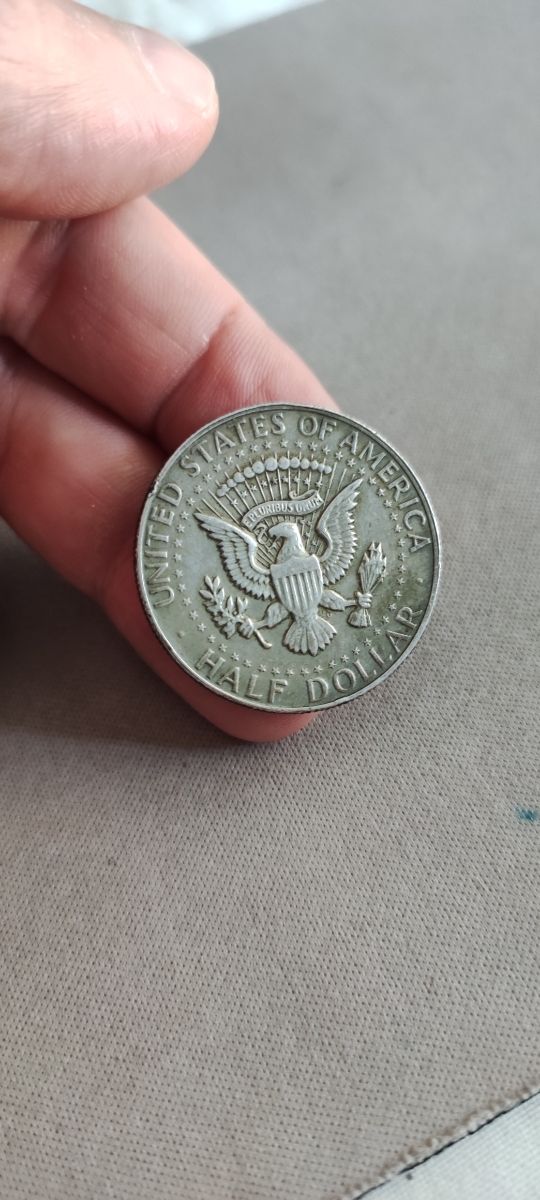 UNITED STATES OF AMERICA
E PLURIBUS UNUM
HALF DOLLAR